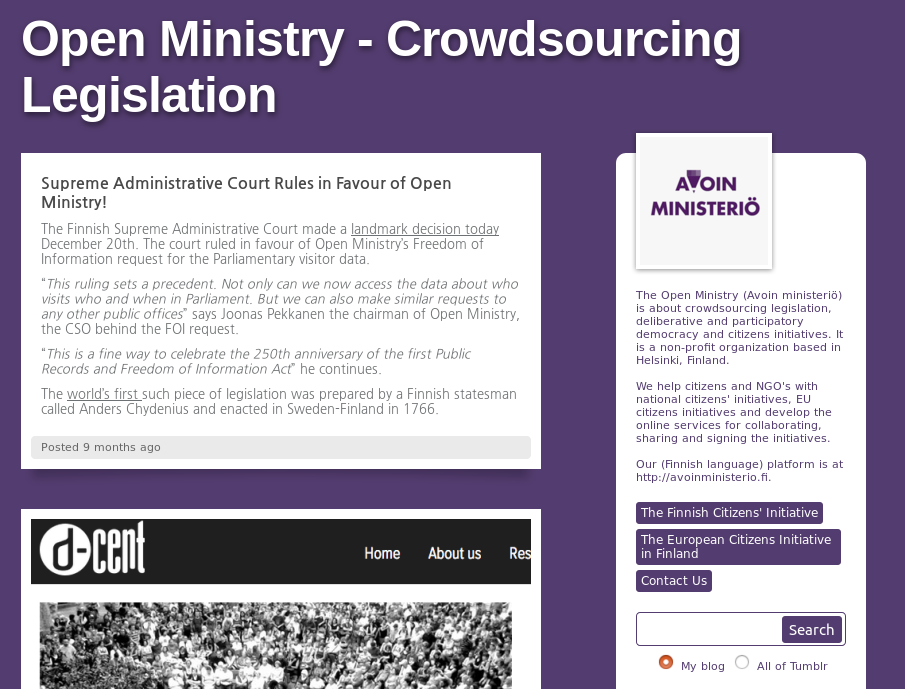 Open Ministry - Crowdsourcing
Legislation
Supreme Administrative Court Rules in Favour of Open
Ministry!
The Finnish Supreme Administrative Court made a landmark decision today
December 20th. The court ruled in favour of Open Ministry's Freedom of
Information request for the Parliamentary visitor data.
“This ruling sets a precedent. Not only can we now access the data about who
visits who and when in Parliament. But we can also make similar requests to
any other public offices” says Joonas Pekkanen the chairman of Open Ministry,
the CSO behind the FOI request.
“This is a fine way to celebrate the 250th anniversary of the first Public
Records and Freedom of Information Act” he continues.
The world's first such piece of legislation was prepared by a Finnish statesman
called Anders Chydenius and enacted in Sweden-Finland in 1766.
Posted 9 months ago
d-cent
Home About us Res
AVOIN
MINISTERIÖ
The Open Ministry (Avoin ministeriö)
is about crowdsourcing legislation,
deliberative and participatory
democracy and citizens initiatives. It
is a non-profit organization based in
Helsinki, Finland.
We help citizens and NGO's with
national citizens' initiatives, EU
citizens initiatives and develop the
online services for collaborating,
sharing and signing the initiatives.
Our (Finnish language) platform is at
http://avoinministerio.fi.
The Finnish Citizens' Initiative
The European Citizens Initiative
in Finland
Contact Us
Search
My blog All of Tumblr